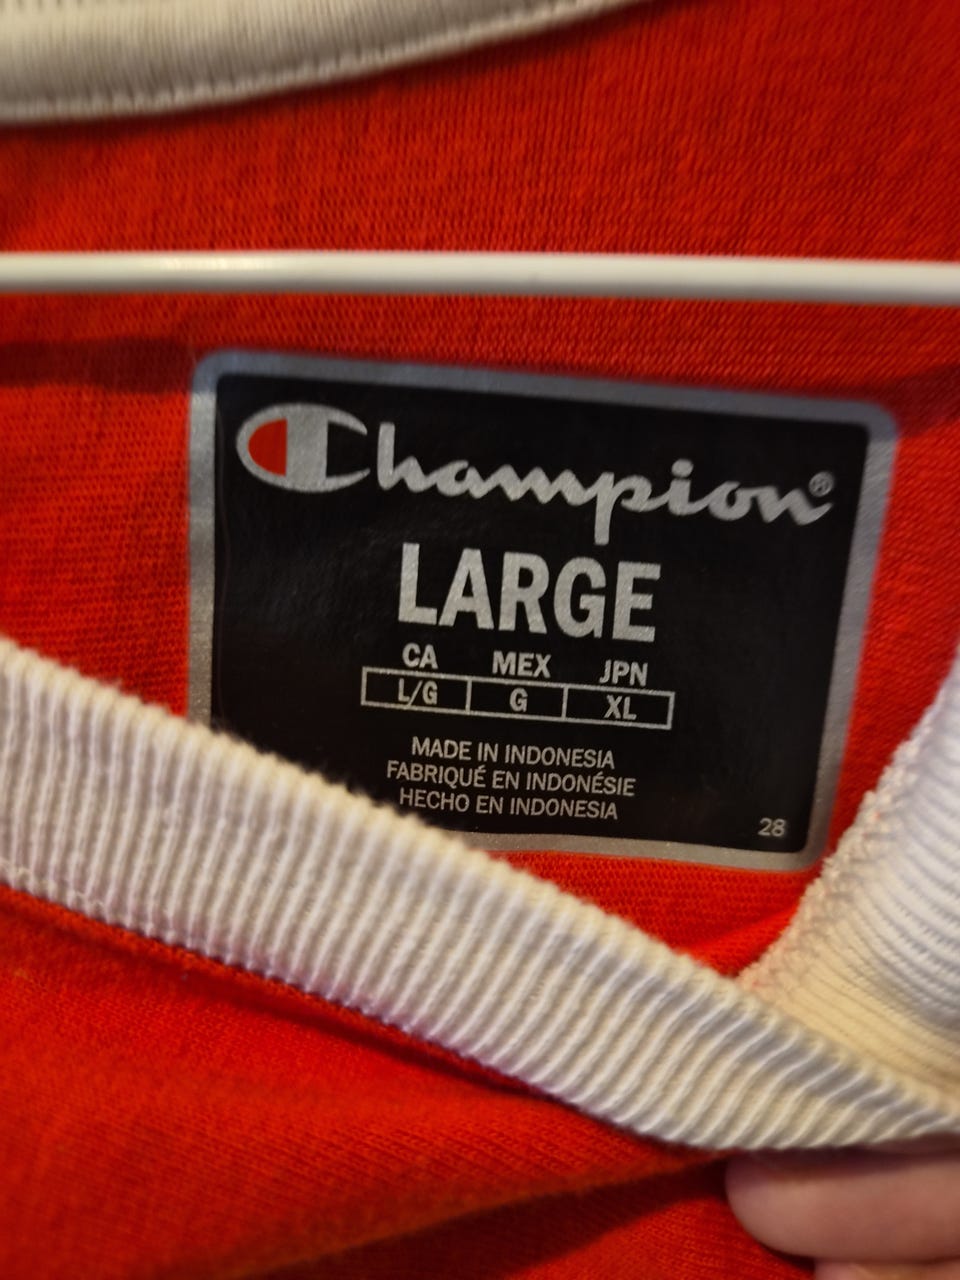 Champion®
LARGE
CA MEX JPN
L/G G XL
MADE IN INDONESIA
FABRIQUÉ EN INDONÉSIE
HECHO EN INDONESIA
28